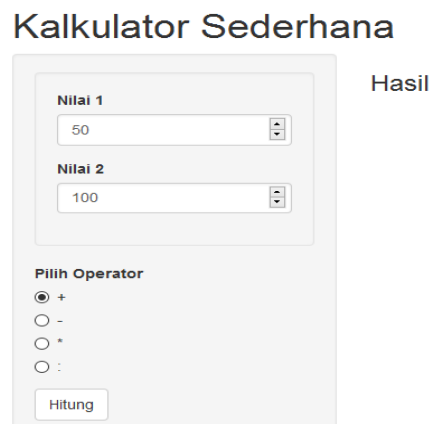 Kalkulator Sederhana
Hasil
Nilai 1
50
Nilai 2
100
Pilih Operator
+
-
*
:
Hitung